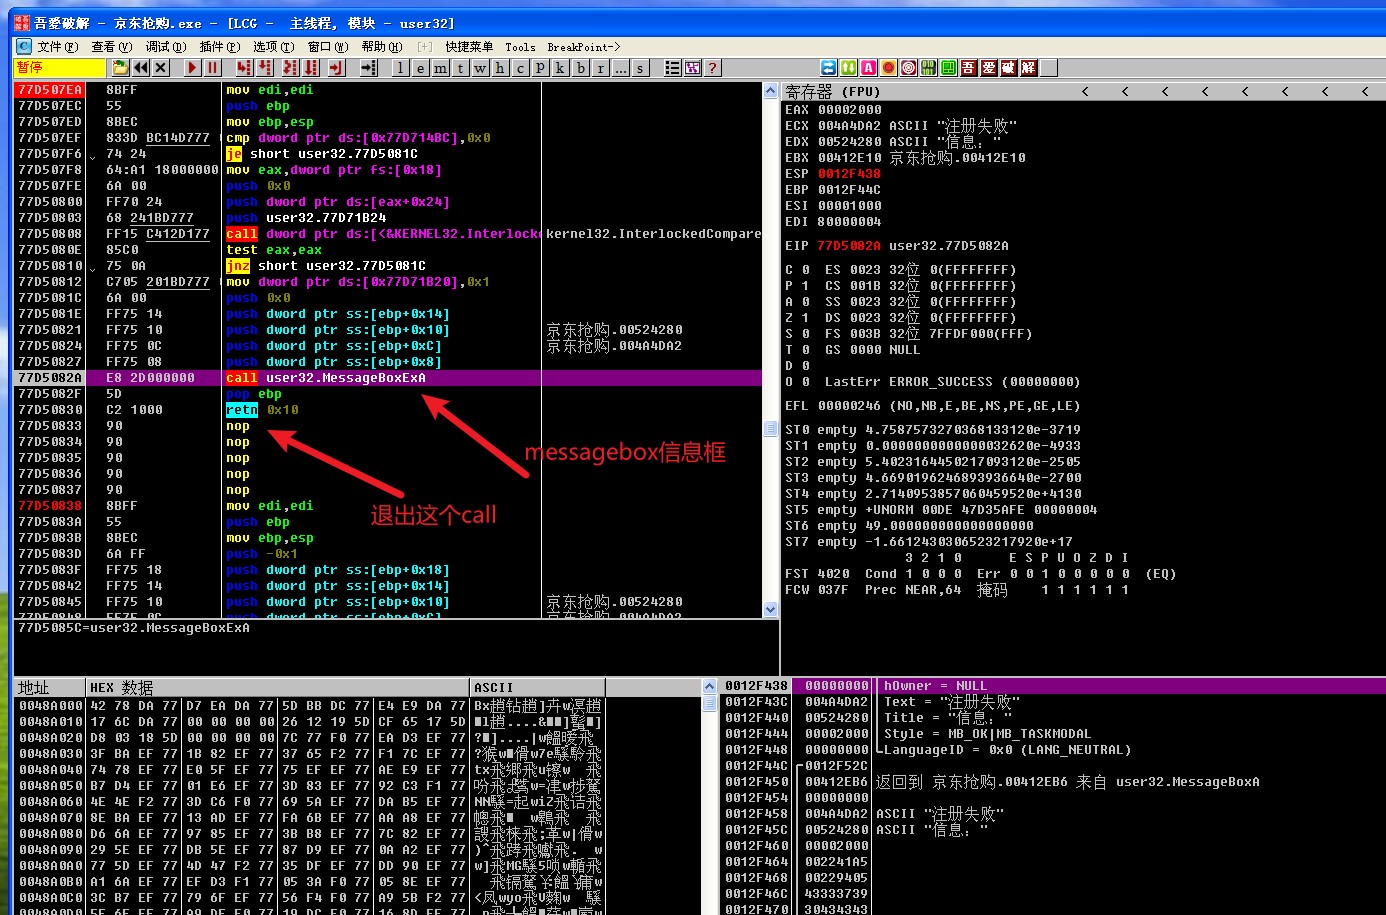 吾爱破解 - 京东抢购.exe - [LCG -  主线程, 模块 - user32]
文件(F) 查看(V) 调试(D) 插件(P) 选项(T) 窗口(W) 帮助(H) [+] 快捷菜单 Tools BreakPoint->
暂停 l e m t w h c P k b r ... s ? 吾 爱 破 解
77D507EA 8BFF mov edi,edi
77D507EC 55 push ebp
77D507ED 8BEC mov ebp,esp
77D507EF 833D BC14D777 cmp dword ptr ds:[0x77D714BC],0x0
77D507F6 74 24 je short user32.77D5081C
77D507F8 64:A1 18000000 mov eax,dword ptr fs:[0x18]
77D507FE 6A 00 push 0x0
77D50800 FF70 24 push dword ptr ds:[eax+0x24]
77D50803 68 241BD777 push user32.77D71B24
77D50808 FF15 C412D177 call dword ptr ds:[<&KERNEL32.Interlock kernel32.InterlockedCompare
77D5080E 85C0 test eax,eax
77D50810 75 0A jnz short user32.77D5081C
77D50812 C705 201BD777 mov dword ptr ds:[0x77D71B20],0x1
77D5081C 6A 00 push 0x0
77D5081E FF75 14 push dword ptr ss:[ebp+0x14]
77D50821 FF75 10 push dword ptr ss:[ebp+0x10] 京东抢购.00524280
77D50824 FF75 0C push dword ptr ss:[ebp+0xC] 京东抢购.004A4DA2
77D50827 FF75 08 push dword ptr ss:[ebp+0x8]
77D5082A E8 2D000000 call user32.MessageBoxExA
77D5082F 5D pop ebp
77D50830 C2 1000 retn 0x10
77D50833 90 nop
77D50834 90 nop
77D50835 90 nop
77D50836 90 nop
77D50837 90 nop
77D50838 8BFF mov edi,edi
77D5083A 55 push ebp
77D5083B 8BEC mov ebp,esp
77D5083D 6A FF push -0x1
77D5083F FF75 18 push dword ptr ss:[ebp+0x18]
77D50842 FF75 14 push dword ptr ss:[ebp+0x14]
77D50845 FF75 10 push dword ptr ss:[ebp+0x10] 京东抢购.00524280
77D50848 FF75 0C push dword ptr ss:[ebp+0xC] 京东抢购.004A4DA2
messagebox信息框
退出这个call
77D5085C=user32.MessageBoxExA
寄存器 (FPU) < < < < < < < <
EAX 00002000
ECX 004A4DA2 ASCII "注册失败"
EDX 00524280 ASCII "信息："
EBX 00412E10 京东抢购.00412E10
ESP 0012F438
EBP 0012F44C
ESI 00001000
EDI 80000004
EIP 77D5082A user32.77D5082A
C 0 ES 0023 32位 0(FFFFFFFF)
P 1 CS 001B 32位 0(FFFFFFFF)
A 0 SS 0023 32位 0(FFFFFFFF)
Z 1 DS 0023 32位 0(FFFFFFFF)
S 0 FS 003B 32位 7FFDF000(FFF)
T 0 GS 0000 NULL
D 0
O 0 LastErr ERROR_SUCCESS (00000000)
EFL 00000246 (NO,NB,E,BE,NS,PE,GE,LE)
ST0 empty 4.7587573270368133120e-3719
ST1 empty 0.0000000000000032620e-4933
ST2 empty 5.4023164450217093120e-2505
ST3 empty 4.6690196246893936640e-2700
ST4 empty 2.7140953857060459520e+4130
ST5 empty +UNORM 00DE 47D35AFE 00000004
ST6 empty 49.000000000000000000
ST7 empty -1.6612430306523217920e+17
3 2 1 0 E S P U O Z D I
FST 4020 Cond 1 0 0 0 Err 0 0 1 0 0 0 0 0 (EQ)
FCW 037F Prec NEAR,64 掩码 1 1 1 1 1 1
地址 HEX 数据 ASCII
0048A000 42 78 DA 77 D7 EA DA 77 5D BB DC 77 E4 E9 DA 77
0048A010 17 6C DA 77 00 00 00 00 26 12 19 5D CF 65 17 5D
0048A020 D8 03 18 5D 00 00 00 00 7C 77 F0 77 EA D3 EF 77
0048A030 3F BA EF 77 1B 82 EF 77 37 65 F2 77 F1 7C EF 77
0048A040 74 78 EF 77 E0 5F EF 77 75 EF EF 77 AE E9 EF 77
0048A050 B7 D4 EF 77 01 E6 EF 77 3D 83 EF 77 92 C3 F1 77
0048A060 4E 4E F2 77 3D C6 F0 77 69 5A EF 77 DA B5 EF 77
0048A070 8E BA EF 77 13 AD EF 77 FA 6B EF 77 AA A8 EF 77
0048A080 D6 6A EF 77 97 85 EF 77 3B B8 EF 77 7C 82 EF 77
0048A090 29 5E EF 77 DB 5E EF 77 87 D9 EF 77 0A A2 EF 77
0048A0A0 77 5D EF 77 4D 47 F2 77 35 DF EF 77 DD 90 EF 77
0048A0B0 A1 6A EF 77 EF D3 F1 77 05 3A F0 77 05 8E EF 77
0048A0C0 3C B7 EF 77 79 6F EF 77 56 F4 F0 77 A9 5B F2 77
0012F438 00000000 hOwner = NULL
0012F43C 004A4DA2 Text = "注册失败"
0012F440 00524280 Title = "信息："
0012F444 00002000 Style = MB_OK|MB_TASKMODAL
0012F448 00000000 LanguageID = 0x0 (LANG_NEUTRAL)
0012F44C 0012F52C
0012F450 00412EB6 返回到 京东抢购.00412EB6 来自 user32.MessageBoxA
0012F454 00000000
0012F458 004A4DA2 ASCII "注册失败"
0012F45C 00524280 ASCII "信息："
0012F460 00002000
0012F464 002241A5
0012F468 00229405
0012F46C 43333739
0012F470 30434343